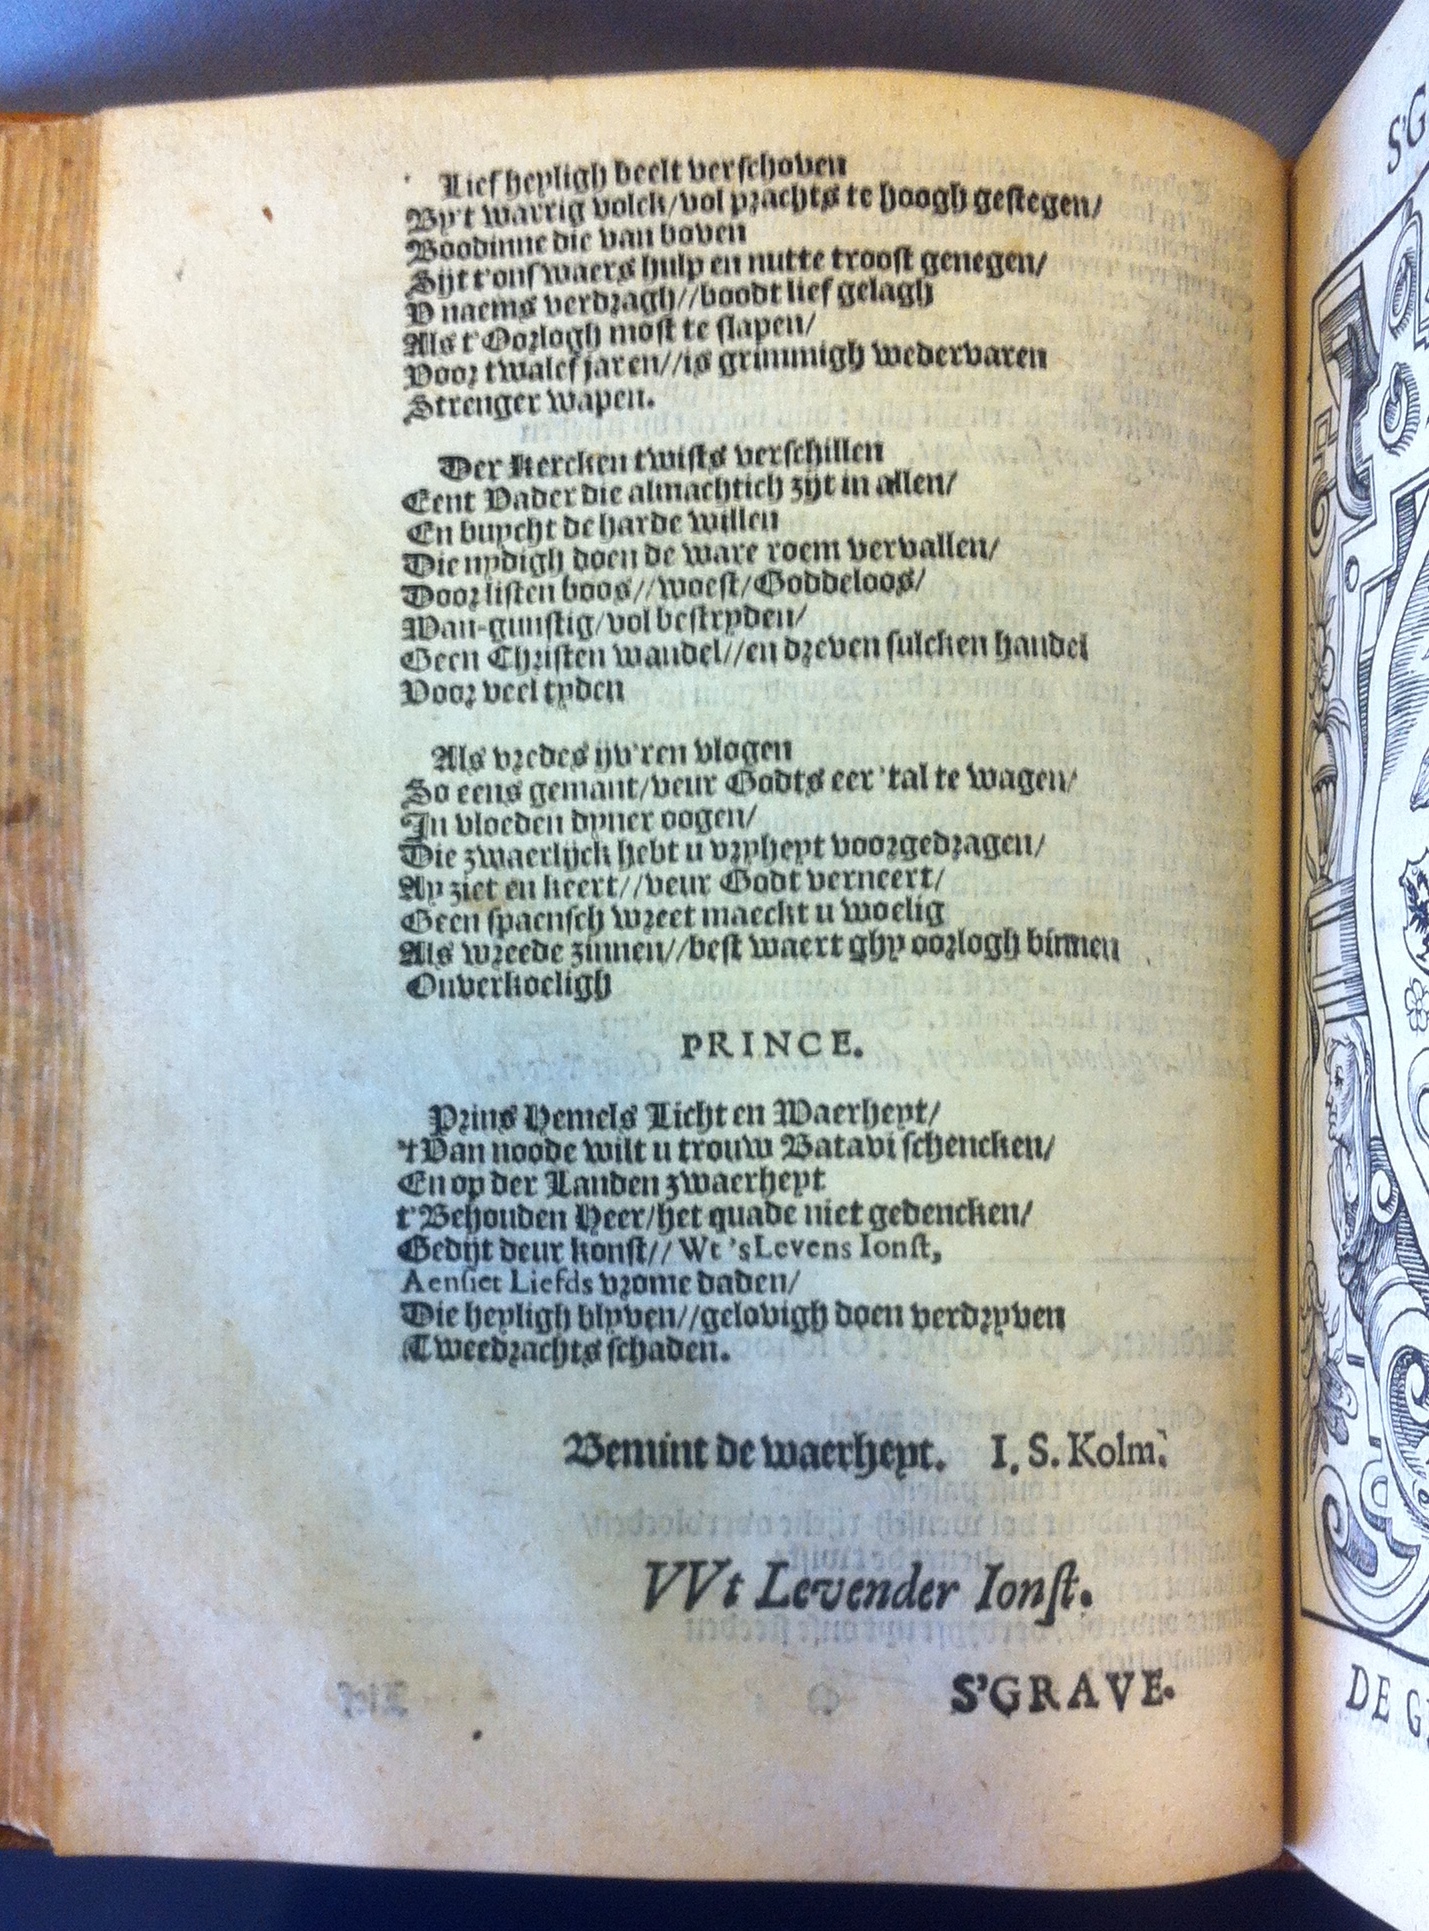 Lief heyligh deelt verschoven
By't warrig volck/vol prachts te hoogh gestegen/
Boodinne die van boven
Sijt t'ons waers hulp en nutte troost genegen/
V naems verdragh//boodt lief gelagh
Als t'Oorlogh most te slapen/
Voor twalef jaren//is grimmigh wedervaren
Strenger wapen.
Der Kercken twists verschillen
Eent Vader die almachtich zijt in allen/
En buycht de harde willen
Die nydigh doen de ware roem vervallen/
Door listen boos//woest/Goddeloos/
Wan-gunstig/vol bestryden/
Geen Christen wandel//en dreven sulcken handel
Voor veel tyden
Als vredes yv'ren vlogen
So eens gemant/veur Godts eer 'tal te wagen/
In vloeden dyner oogen/
Die zwaerlijck hebt u vryheyt voorgedragen/
Ay ziet en keert//veur Godt verneert/
Geen spaensch wreet maeckt u woelig
Als wreede zinnen//best waert ghy oorlogh binnen
Onverkoeligh
PRINCE.
Prins Hemels Licht en Waerheyt/
't Van noode wilt u trouw Batavi schencken/
En op der Landen zwaerheyt
t'Behouden Heer/het quade niet gedencken/
Gedijt deur konst// Wt 's Levens Ionst,
Aensiet Liefds vrome daden/
Die heyligh blyven//gelovigh doen verdryven
Tweedrachts schaden.
Bemint de waerheyt. I. S. Kolm.
VVt Levender Ionst.
S'GRAVE.
S'G
DE G